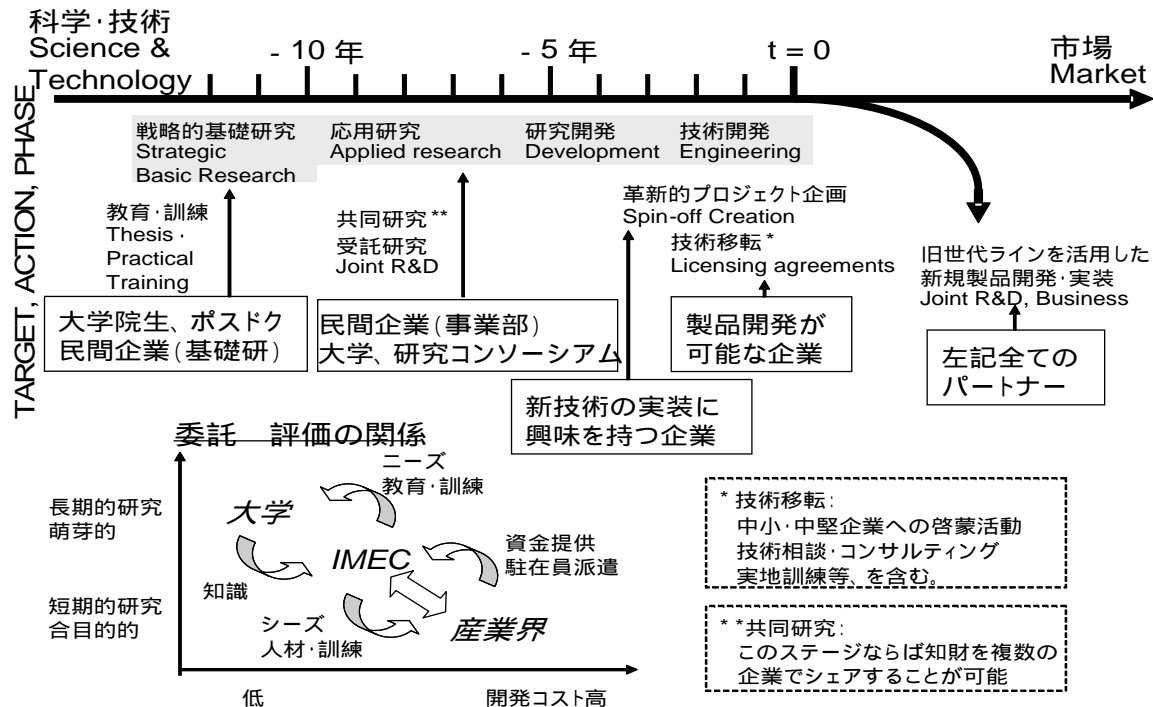 科学・技術
Science &
Technology
- 10 年
- 5 年
t = 0
市場
Market
TARGET, ACTION, PHASE
戦略的基礎研究
Strategic
Basic Research
応用研究
Applied research
研究開発
Development
技術開発
Engineering
教育・訓練
Thesis・
Practical
Training
共同研究 **
受託研究
Joint R&D
革新的プロジェクト企画
Spin-off Creation
技術移転 *
Licensing agreements
旧世代ラインを活用した
新規製品開発・実装
Joint R&D, Business
大学院生、ポスドク
民間企業(基礎研)
民間企業(事業部)
大学、研究コンソーシアム
製品開発が
可能な企業
左記全ての
パートナー
新技術の実装に
興味を持つ企業
委託　評価の関係
長期的研究
萌芽的
短期的研究
合目的的
ニーズ
教育・訓練
大学
IMEC
資金提供
駐在員派遣
知識
シーズ
人材・訓練
産業界
低
開発コスト高
* 技術移転:
中小・中堅企業への啓蒙活動
技術相談・コンサルティング
実地訓練等、を含む。
* *共同研究:
このステージならば知財を複数の
企業でシェアすることが可能